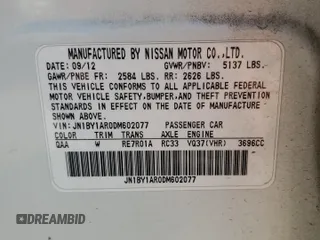 MANUFACTURED BY NISSAN MOTOR CO.,LTD.
DATE: 09/12 GVWR/PNBV: 5137 LBS.
GAWR/PNBE FR: 2584 LBS. RR: 2626 LBS.
THIS VEHICLE CONFORMS TO ALL APPLICABLE FEDERAL
MOTOR VEHICLE SAFETY,BUMPER,AND THEFT PREVENTION
STANDARDS IN EFFECT ON THE DATE OF MANUFACTURE
SHOWN ABOVE.
VIN: JN1BY1AR0DM602077 PASSENGER CAR
COLOR TRIM TRANS AXLE ENGINE
QAA W RE7R01A RC33 VQ37(VHR) 3696CC
JN1BY1AR0DM602077
DREAMBID